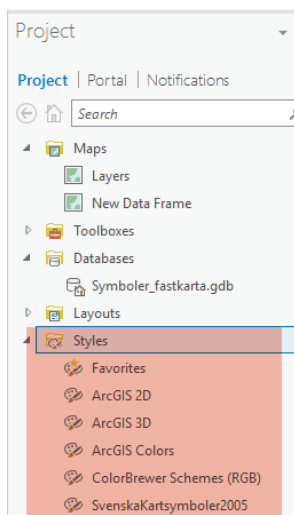 Project
Project | Portal | Notifications
Search
Maps
Layers
New Data Frame
Toolboxes
Databases
Symboler_fastkarta.gdb
Layouts
Styles
Favorites
ArcGIS 2D
ArcGIS 3D
ArcGIS Colors
ColorBrewer Schemes (RGB)
SvenskaKartsymboler2005